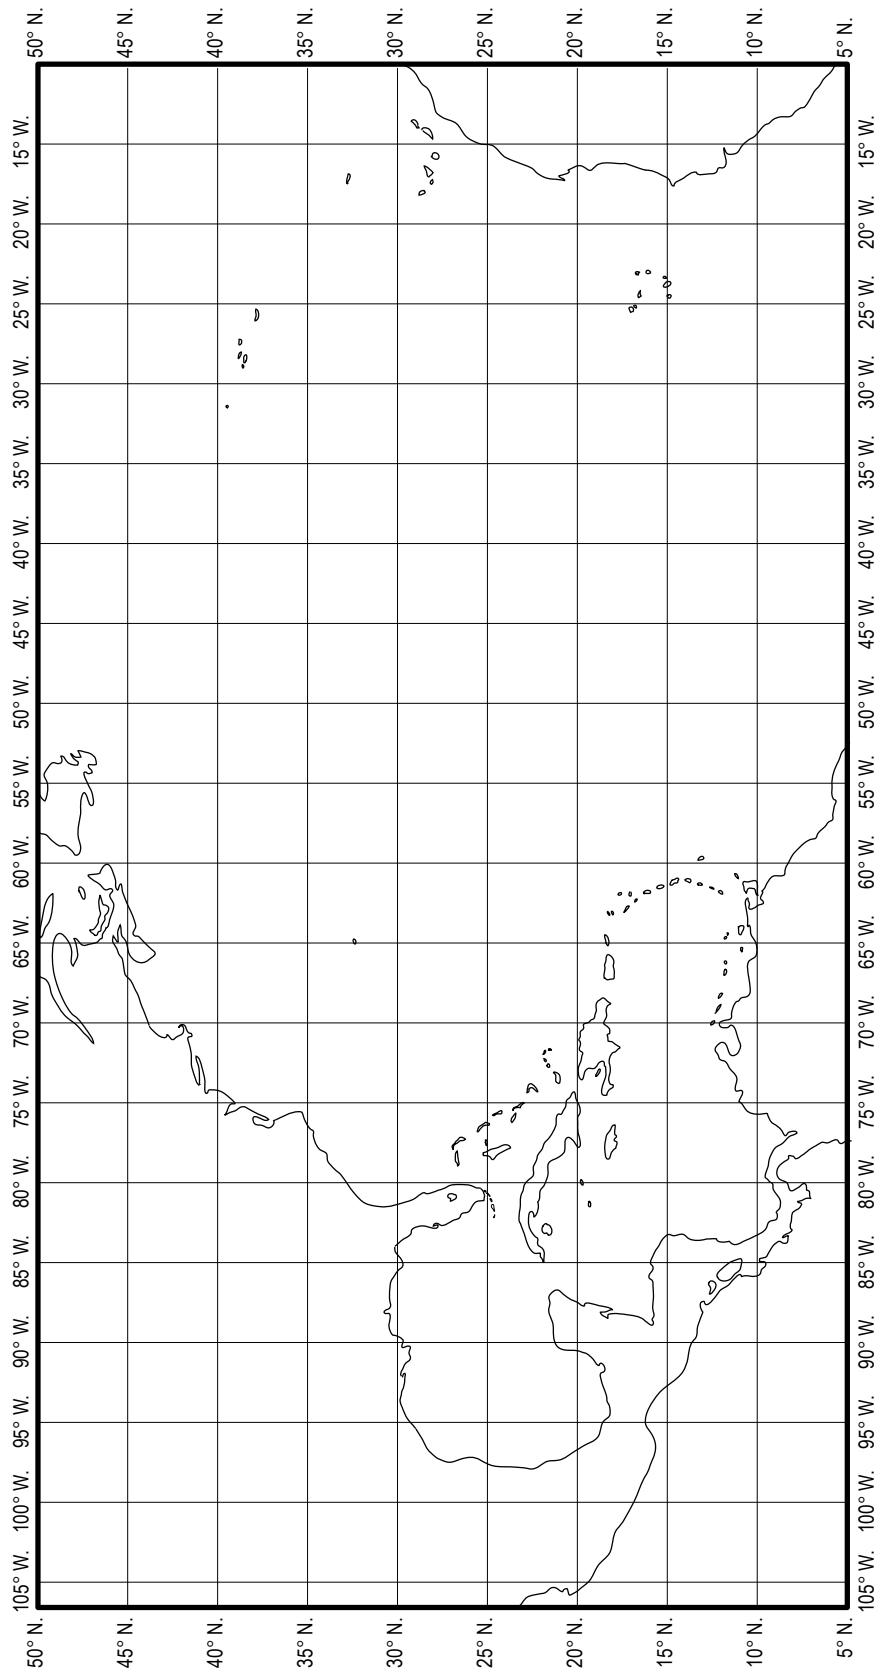 50° N.
45° N.
40° N.
35° N.
30° N.
25° N.
20° N.
15° N.
10° N.
5° N.
105° W.
100° W.
95° W.
90° W.
85° W.
80° W.
75° W.
70° W.
65° W.
60° W.
55° W.
50° W.
45° W.
40° W.
35° W.
30° W.
25° W.
20° W.
15° W.
105° W.
100° W.
95° W.
90° W.
85° W.
80° W.
75° W.
70° W.
65° W.
60° W.
55° W.
50° W.
45° W.
40° W.
35° W.
30° W.
25° W.
20° W.
15° W.
50° N.
45° N.
40° N.
35° N.
30° N.
25° N.
20° N.
15° N.
10° N.
5° N.